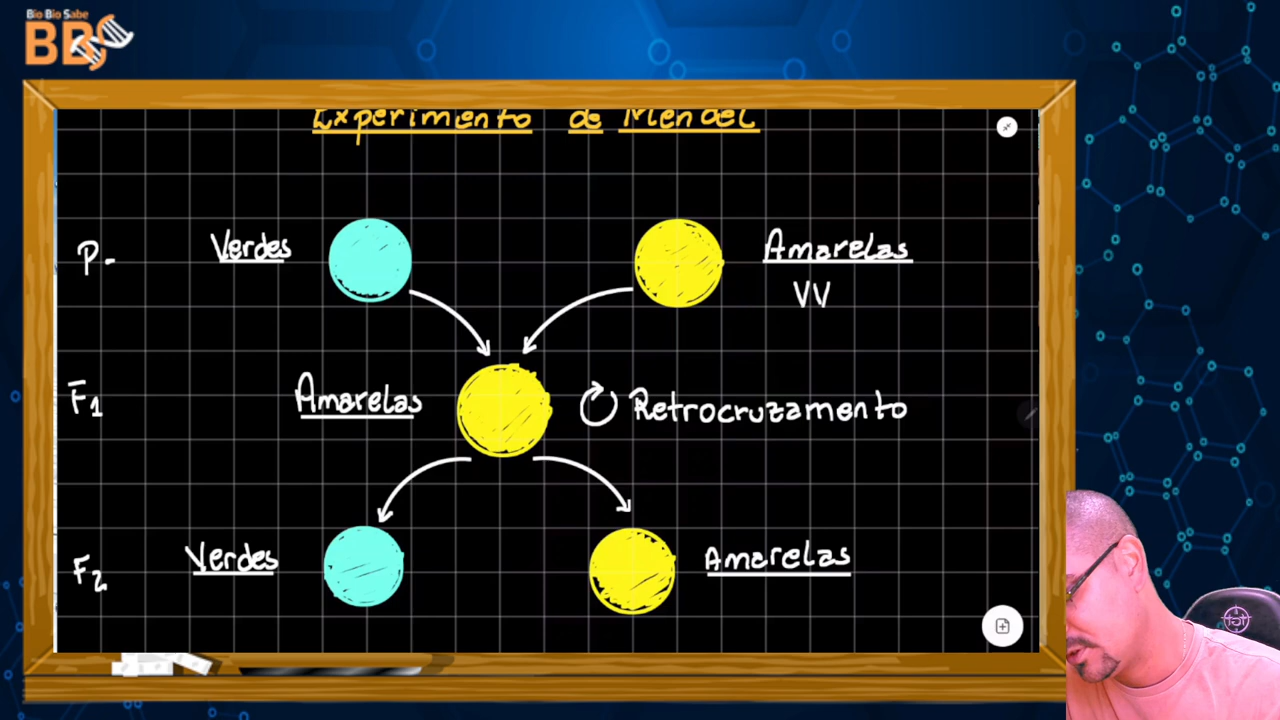 Bio Bio Sabe
BBS
Experimento de Mendel
P- Verdes Amarelas
VV
F1 Amarelas Retrocruzamento
F2 Verdes Amarelas